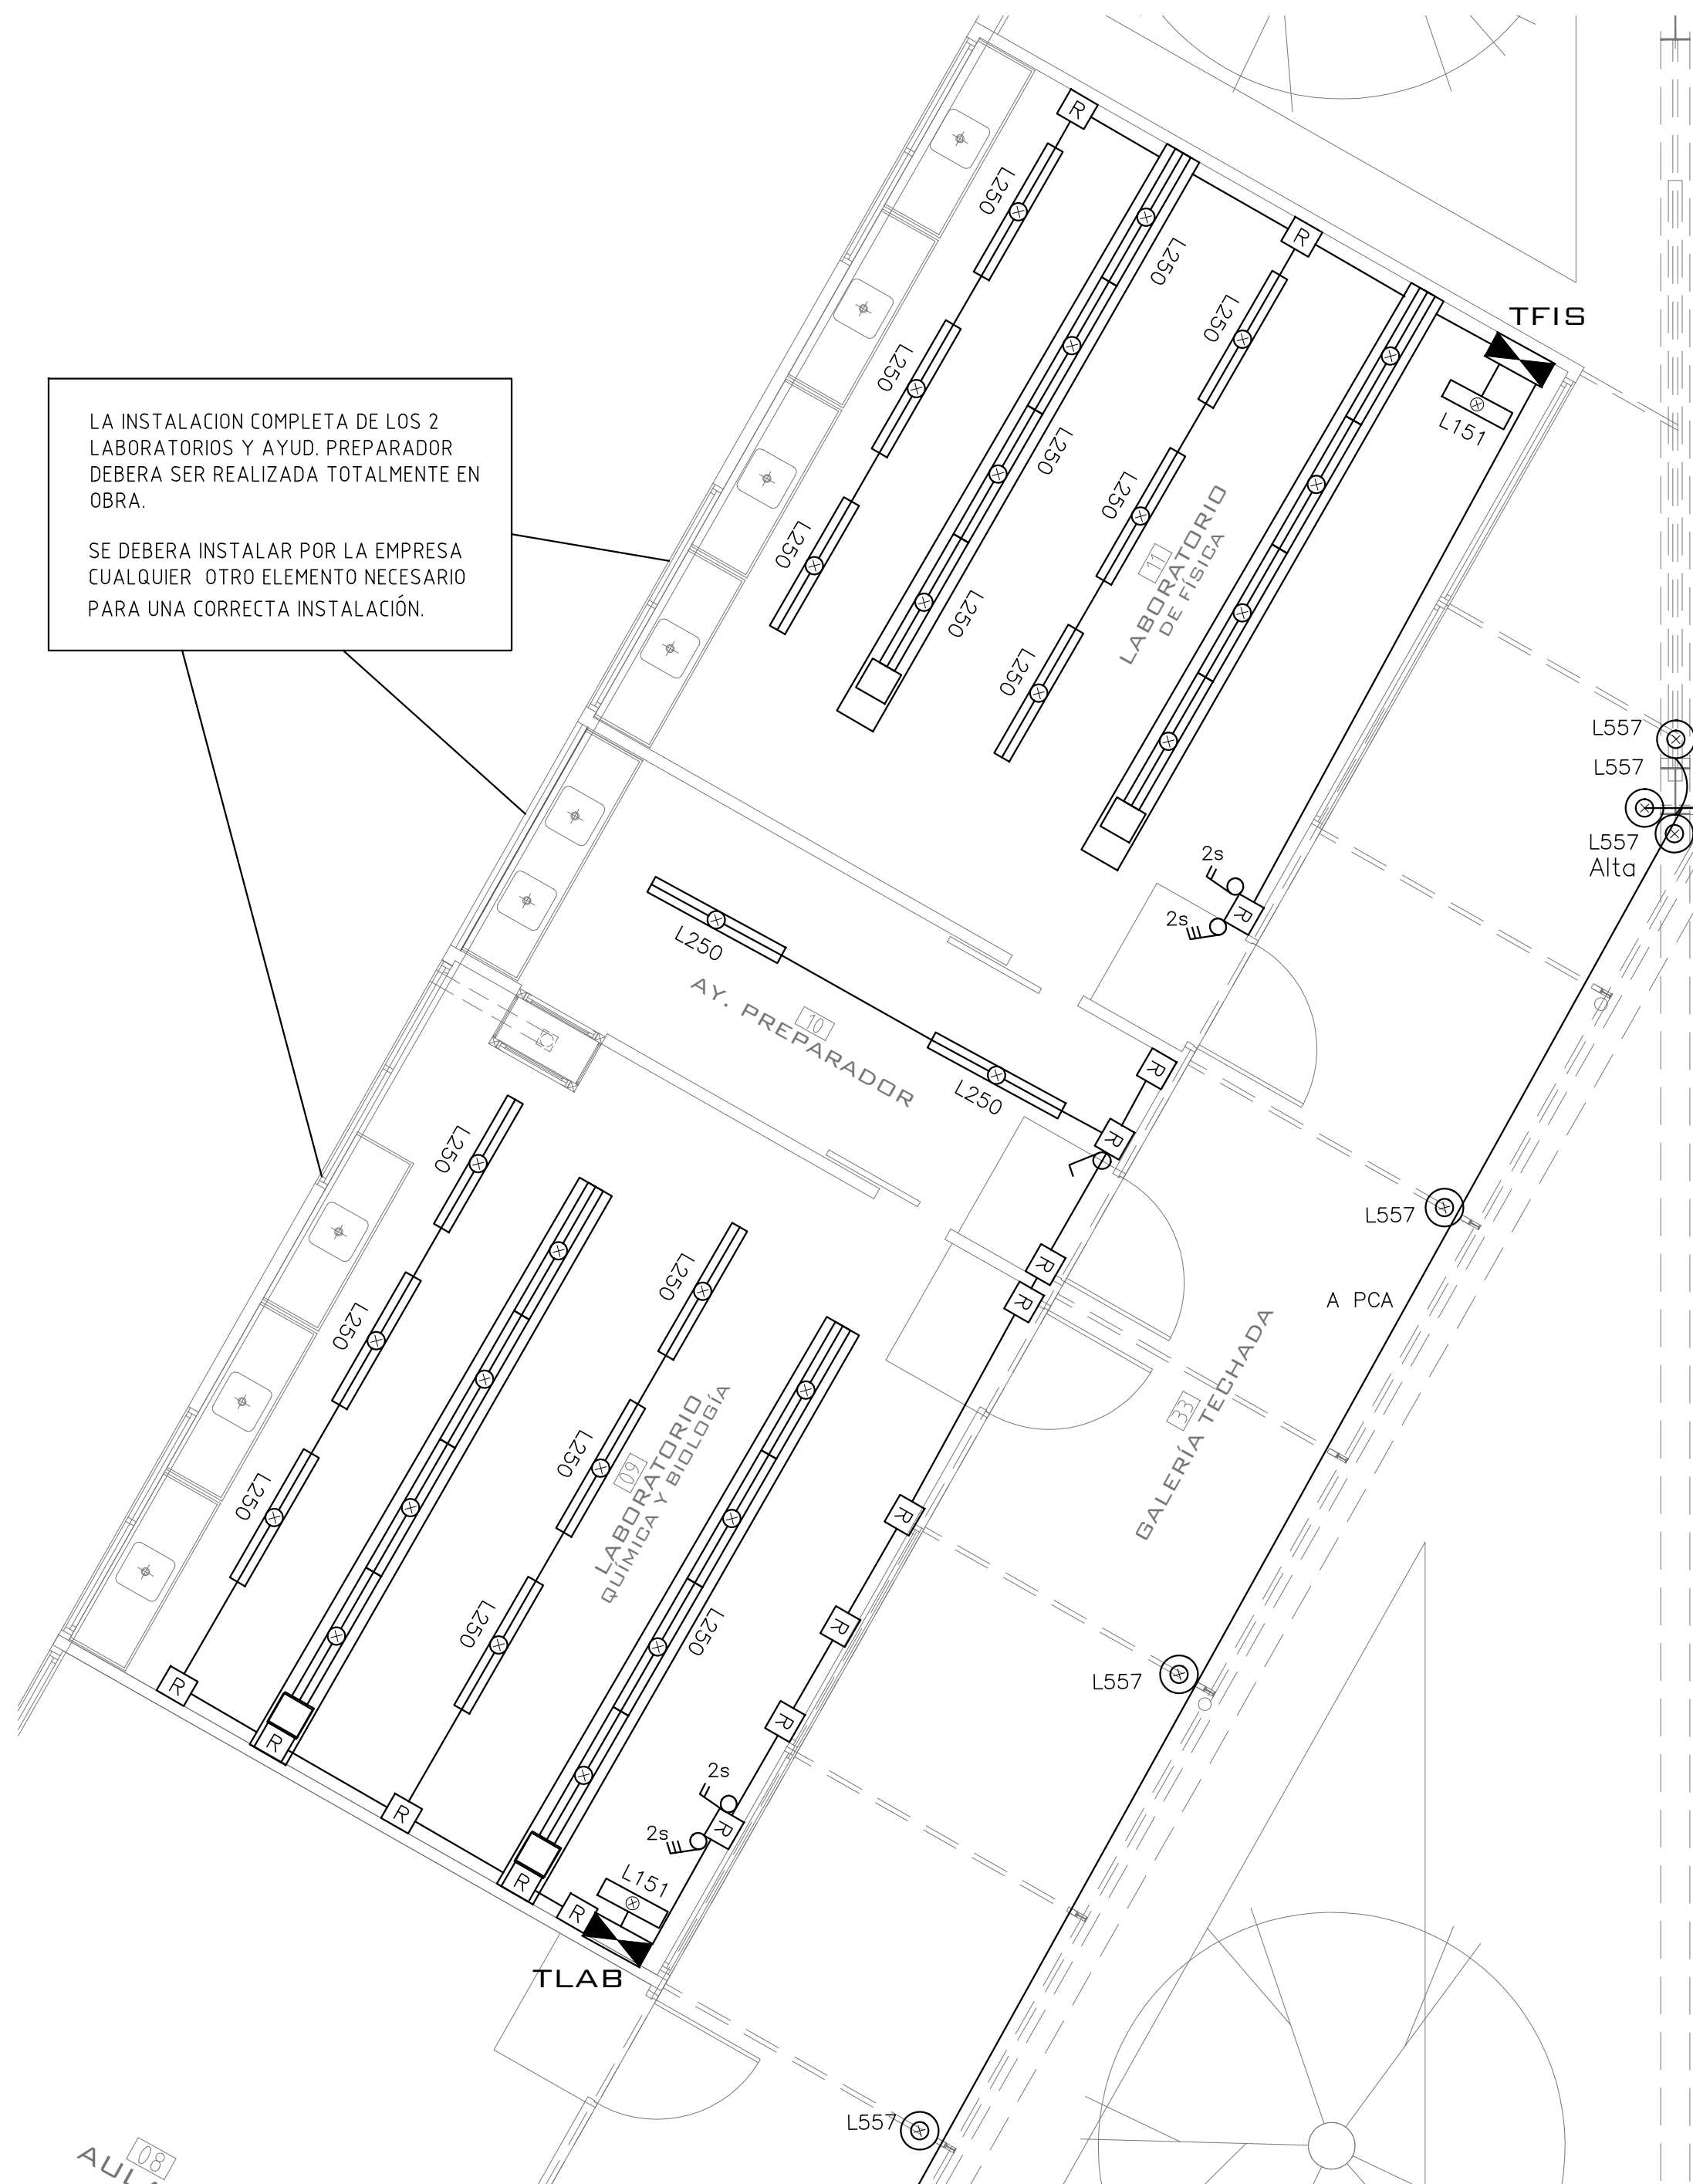 R
L250
L250
R
L250
TFIS
L250
L250
LA INSTALACION COMPLETA DE LOS 2
LABORATORIOS Y AYUD. PREPARADOR
DEBERA SER REALIZADA TOTALMENTE EN
OBRA.
SE DEBERA INSTALAR POR LA EMPRESA
CUALQUIER OTRO ELEMENTO NECESARIO
PARA UNA CORRECTA INSTALACIÓN.
L151
L250
L250
L250
11
LABORATORIO
DE FÍSICA
L250
L250
L557
L557
L557
Alta
2s
2s
R
L250
AY. PREPARADOR
10
L250
R
R
L250
L557
R
R
L250
L250
A PCA
33
GALERÍA TECHADA
L250
09
LABORATORIO
QUÍMICA Y BIOLOGÍA
L250
R
L250
L250
R
L557
R
R
R
2s
R
R
2s
L151
R
R
TLAB
L557
08
AULA